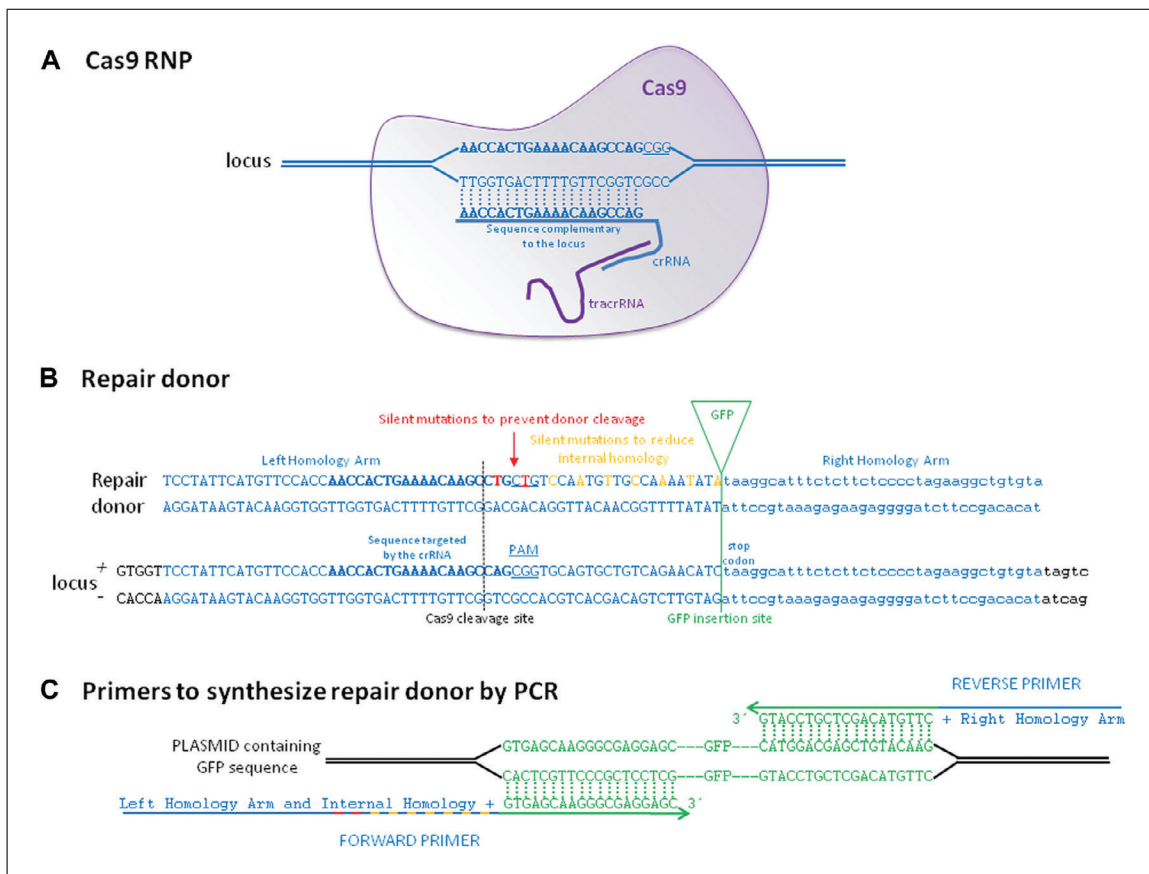 A Cas9 RNP
Cas9
locus
AACCACTGAAAACAAGCCAGCGG
TTGGTGACTTTTGTTCGGTCGCC
AACCACTGAAAACAAGCCAG
Sequence complementary
to the locus
crRNA
tracrRNA
B Repair donor
GFP
Silent mutations to prevent donor cleavage
Silent mutations to reduce
internal homology
Left Homology Arm
Right Homology Arm
Repair
donor
TCCTATTCATGTTCCACCAACCACTGAAAACAAGCCTGCTGTCCAATGTTGCCAAAATATAtaaggcatttctcttctcccctagaaggctgtgta
AGGATAAGTACAAGGTGGTTGGTGACTTTTGTTCGGACGACAGGTTACAACGGTTTTATATattccgtaaagagaagaggggatcttccgacacat
Sequence targeted
by the crRNA
PAM
stop
codon
locus
+ GTGGTTCCTATTCATGTTCCACCAACCACTGAAAACAAGCCAGCGGTGCAGTGCTGTCAGAACATCtaaggcatttctcttctcccctagaaggctgtgtatagtc
- CACCAAGGATAAGTACAAGGTGGTTGGTGACTTTTGTTCGGTCGCCACGTCACGACAGTCTTGTAGattccgtaaagagaagaggggatcttccgacacatatcag
Cas9 cleavage site
GFP insertion site
C Primers to synthesize repair donor by PCR
REVERSE PRIMER
3´ GTACCTGCTCGACATGTTC + Right Homology Arm
PLASMID containing
GFP sequence
GTGAGCAAGGGCGAGGAGC---GFP---CATGGACGAGCTGTACAAG
CACTCGTTCCCGCTCCTCG---GFP---GTACCTGCTCGACATGTTC
Left Homology Arm and Internal Homology + GTGAGCAAGGGCGAGGAGC 3´
FORWARD PRIMER